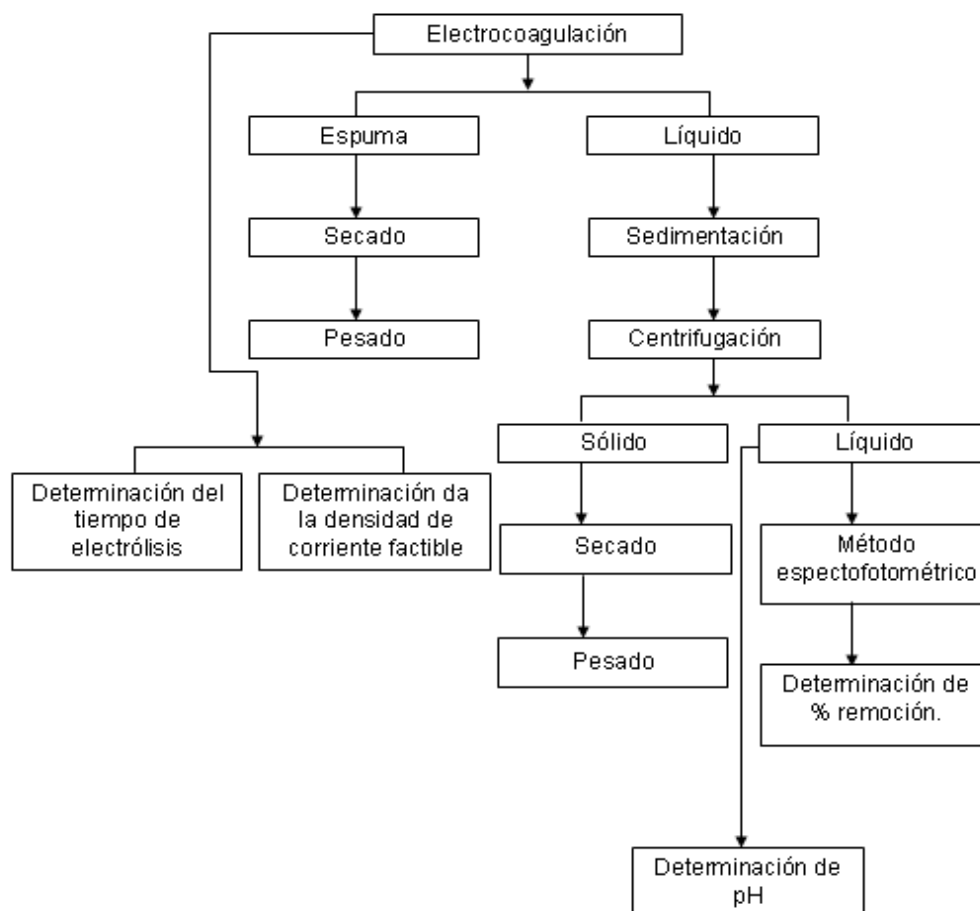 Electrocoagulación
Espuma
Líquido
Secado
Sedimentación
Pesado
Centrifugación
Sólido
Líquido
Determinación del
tiempo de
electrólisis
Determinación da
la densidad de
corriente factible
Secado
Método
espectofotométrico
Pesado
Determinación de
% remoción.
Determinación de
pH